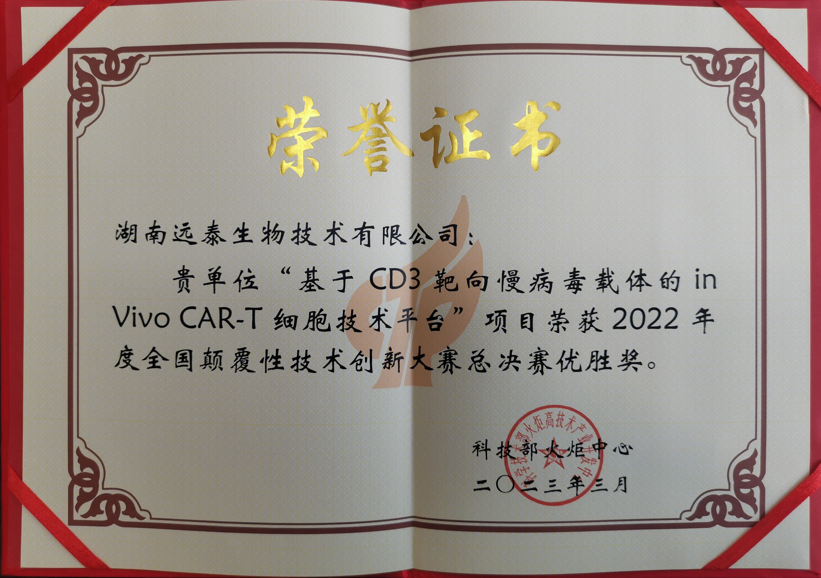 荣誉证书
湖南远泰生物技术有限公司：
贵单位“基于 CD3 靶向慢病毒载体的 in
Vivo CAR-T 细胞技术平台”项目荣获 2022 年
度全国颠覆性技术创新大赛总决赛优胜奖。
科技部火炬中心
二〇二三年三月